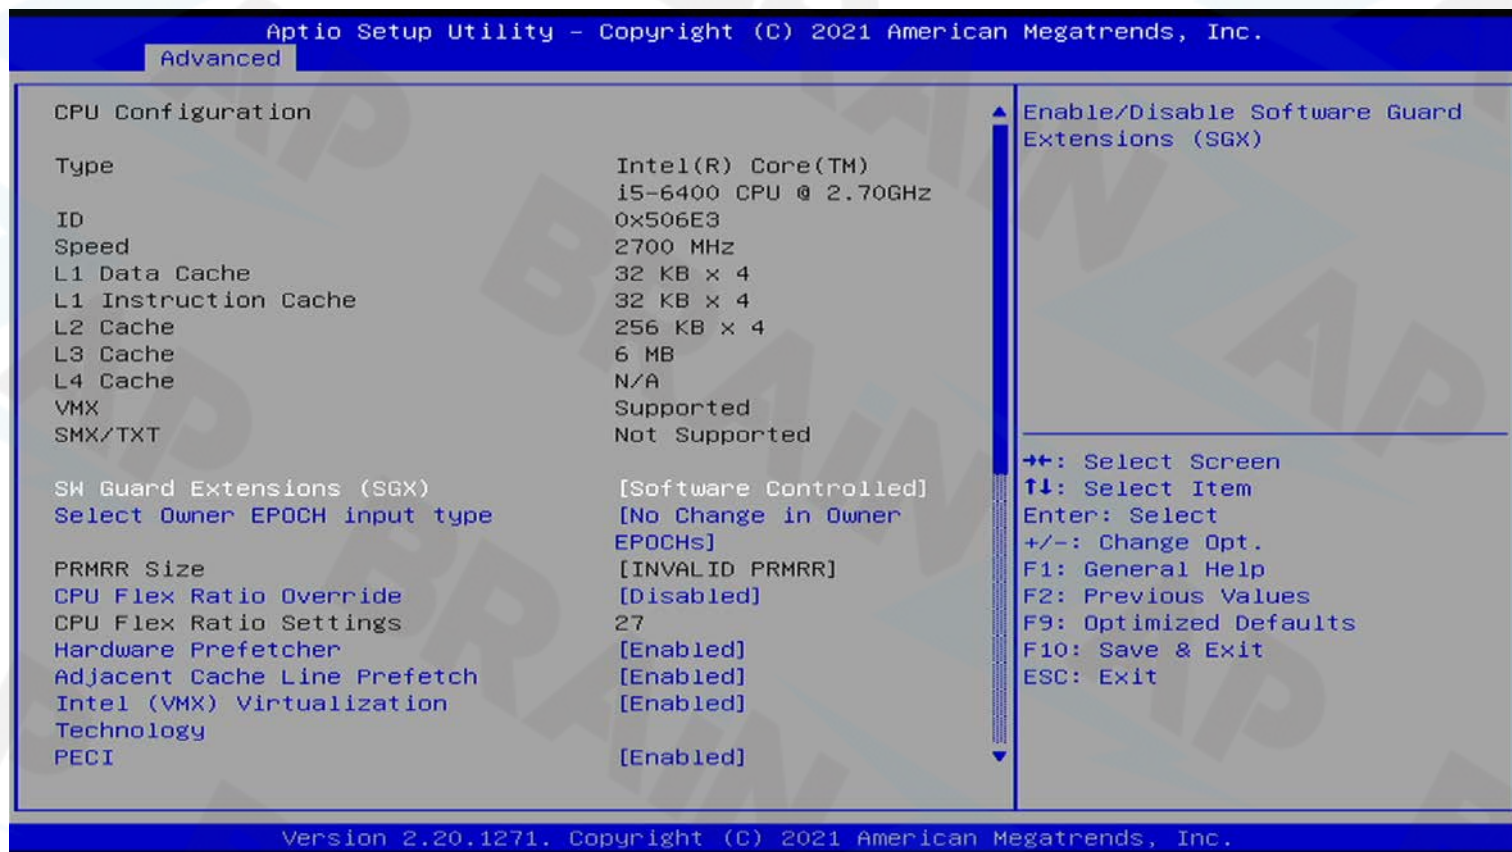 Aptio Setup Utility – Copyright (C) 2021 American Megatrends, Inc.
Advanced
CPU Configuration
Type Intel(R) Core(TM)
i5-6400 CPU @ 2.70GHz
ID 0x506E3
Speed 2700 MHz
L1 Data Cache 32 KB x 4
L1 Instruction Cache 32 KB x 4
L2 Cache 256 KB x 4
L3 Cache 6 MB
L4 Cache N/A
VMX Supported
SMX/TXT Not Supported
SW Guard Extensions (SGX) [Software Controlled]
Select Owner EPOCH input type [No Change in Owner
EPOCHs]
PRMRR Size [INVALID PRMRR]
CPU Flex Ratio Override [Disabled]
CPU Flex Ratio Settings 27
Hardware Prefetcher [Enabled]
Adjacent Cache Line Prefetch [Enabled]
Intel (VMX) Virtualization [Enabled]
Technology
PECI [Enabled]
Enable/Disable Software Guard
Extensions (SGX)
→←: Select Screen
↑↓: Select Item
Enter: Select
+/-: Change Opt.
F1: General Help
F2: Previous Values
F9: Optimized Defaults
F10: Save & Exit
ESC: Exit
Version 2.20.1271. Copyright (C) 2021 American Megatrends, Inc.
BRAIN
AP
BRAIN
AP
BRAIN
AP